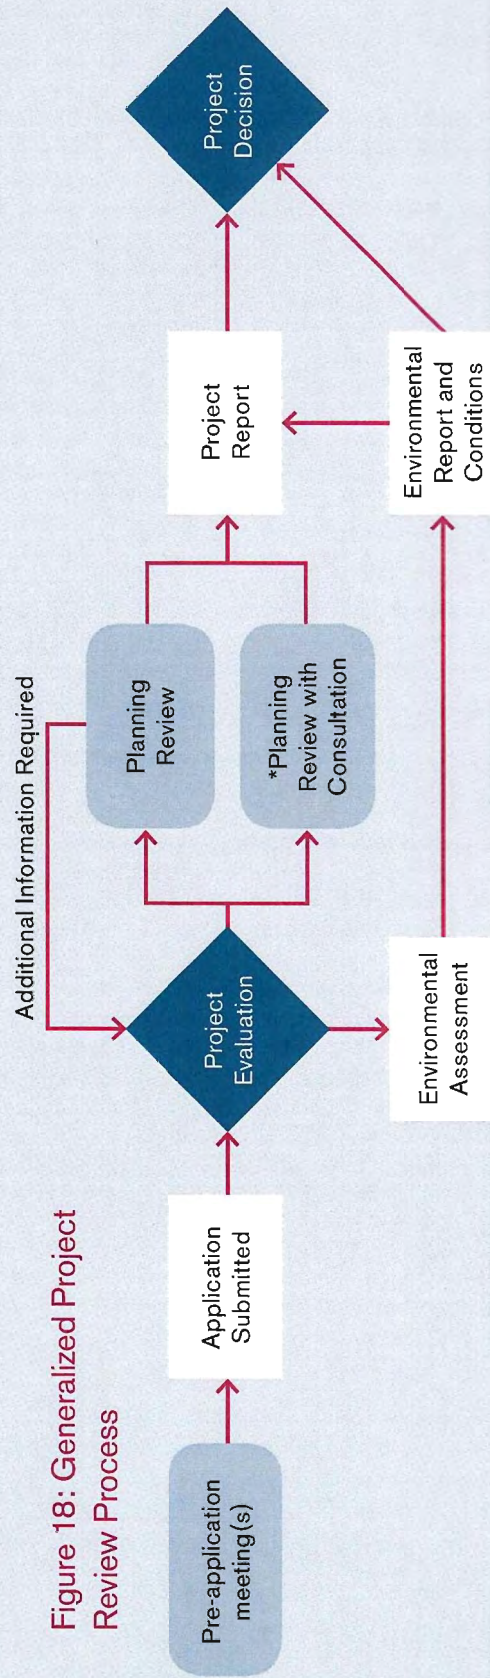 Figure 18: Generalized Project
Review Process
Pre-application
meeting(s)
Application
Submitted
Project
Evaluation
Additional Information Required
Planning
Review
*Planning
Review with
Consultation
Environmental
Assessment
Project
Report
Environmental
Report and
Conditions
Project
Decision